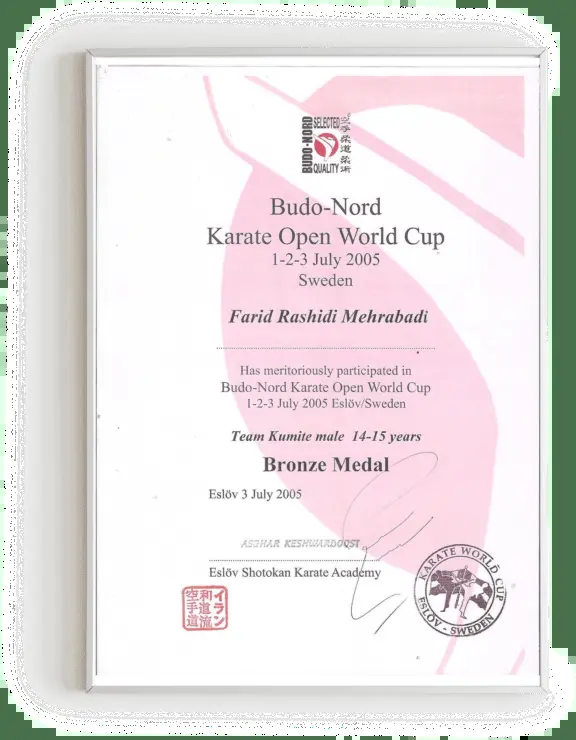 BUDO-NORD
SELECTED
QUALITY
空手 柔道 柔術
Budo-Nord
Karate Open World Cup
1-2-3 July 2005
Sweden
Farid Rashidi Mehrabadi
Has meritoriously participated in
Budo-Nord Karate Open World Cup
1-2-3 July 2005 Eslöv/Sweden
Team Kumite male 14-15 years
Bronze Medal
Eslöv 3 July 2005
ASGHAR KESHWARDOOST
Eslöv Shotokan Karate Academy
KARATE WORLD CUP
ESLÖV - SWEDEN
イラン
和道流
空手道